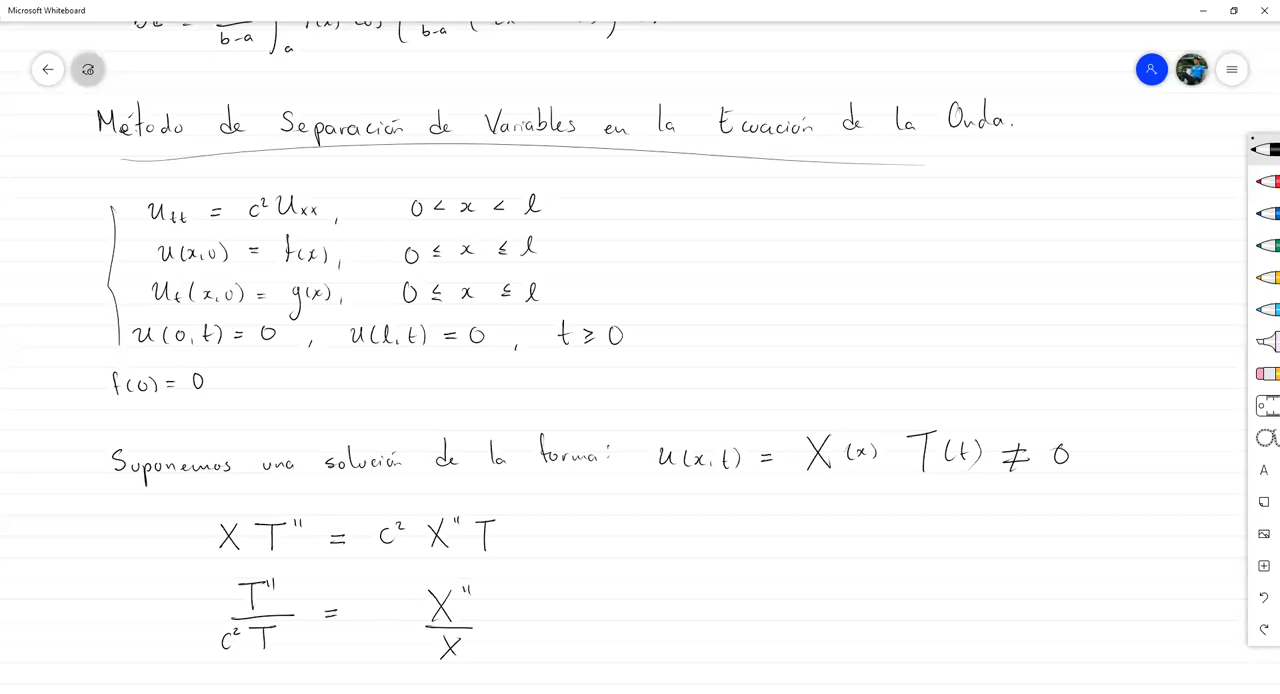 Microsoft Whiteboard
b-a a b-a
Método de Separación de Variables en la Ecuación de la Onda.
u_tt = c² u_xx, 0 < x < l
u(x,0) = f(x), 0 ≤ x ≤ l
u_t(x,0) = g(x), 0 ≤ x ≤ l
u(0,t) = 0, u(l,t) = 0, t ≥ 0
f(0) = 0
Suponemos una solución de la forma: u(x,t) = X(x) T(t) ≠ 0
X T'' = c² X'' T
T''/(c² T) = X''/X
A